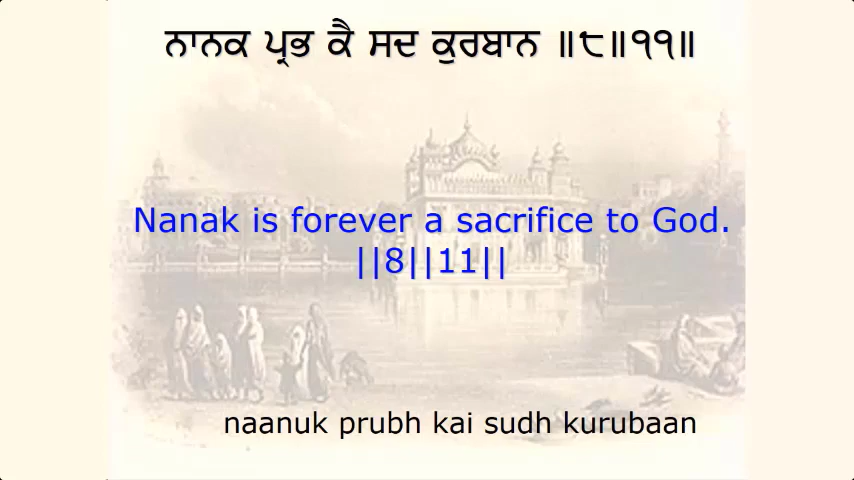 ਨਾਨਕ ਪ੍ਰਭ ਕੈ ਸਦ ਕੁਰਬਾਨ ॥੮॥੧੧॥
Nanak is forever a sacrifice to God.
||8||11||
naanuk prubh kai sudh kurubaan